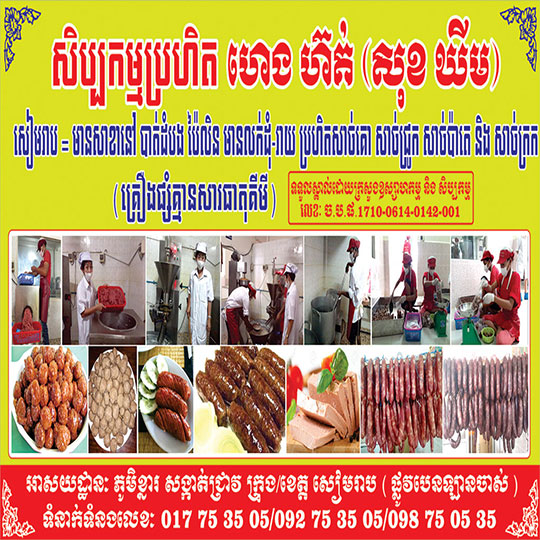 សិប្បកម្មប្រហិត ហេង ហ៊ត់ (សុខ ឃីម)
សៀមរាប = មានសាខានៅ បាក់ដំបង ប៉ៃលិន មានលក់ដុំ-រាយ ប្រហិតសាច់គោ សាច់ជ្រូក សាច់ប៉ាតេ និង សាច់ក្រក
(គ្រឿងផ្សំគ្មានសារធាតុគីមី)
ទទួលស្គាល់ដោយក្រសួងឧស្សាហកម្ម និង សិប្បកម្ម
លេខៈ ច.ប.ផ.1710-0614-0142-001
អាសយដ្ឋានៈ ភូមិខ្នារ សង្កាត់ជ្រាវ ក្រុង/ខេត្ត សៀមរាប ( ផ្លូវបេនឡានចាស់ )
ទំនាក់ទំនងលេខៈ 017 75 35 05/092 75 35 05/098 75 05 35